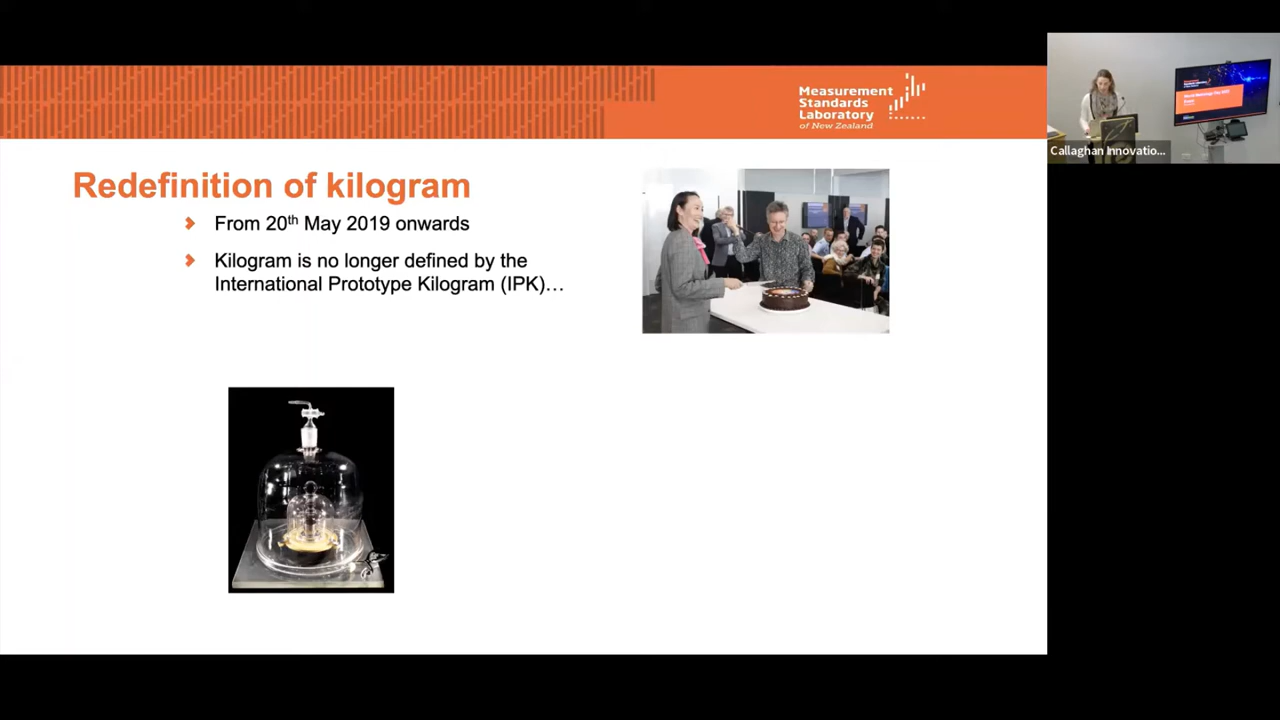 Measurement
Standards
Laboratory
of New Zealand
Redefinition of kilogram
From 20th May 2019 onwards
Kilogram is no longer defined by the
International Prototype Kilogram (IPK)…
Callaghan Innovatio...